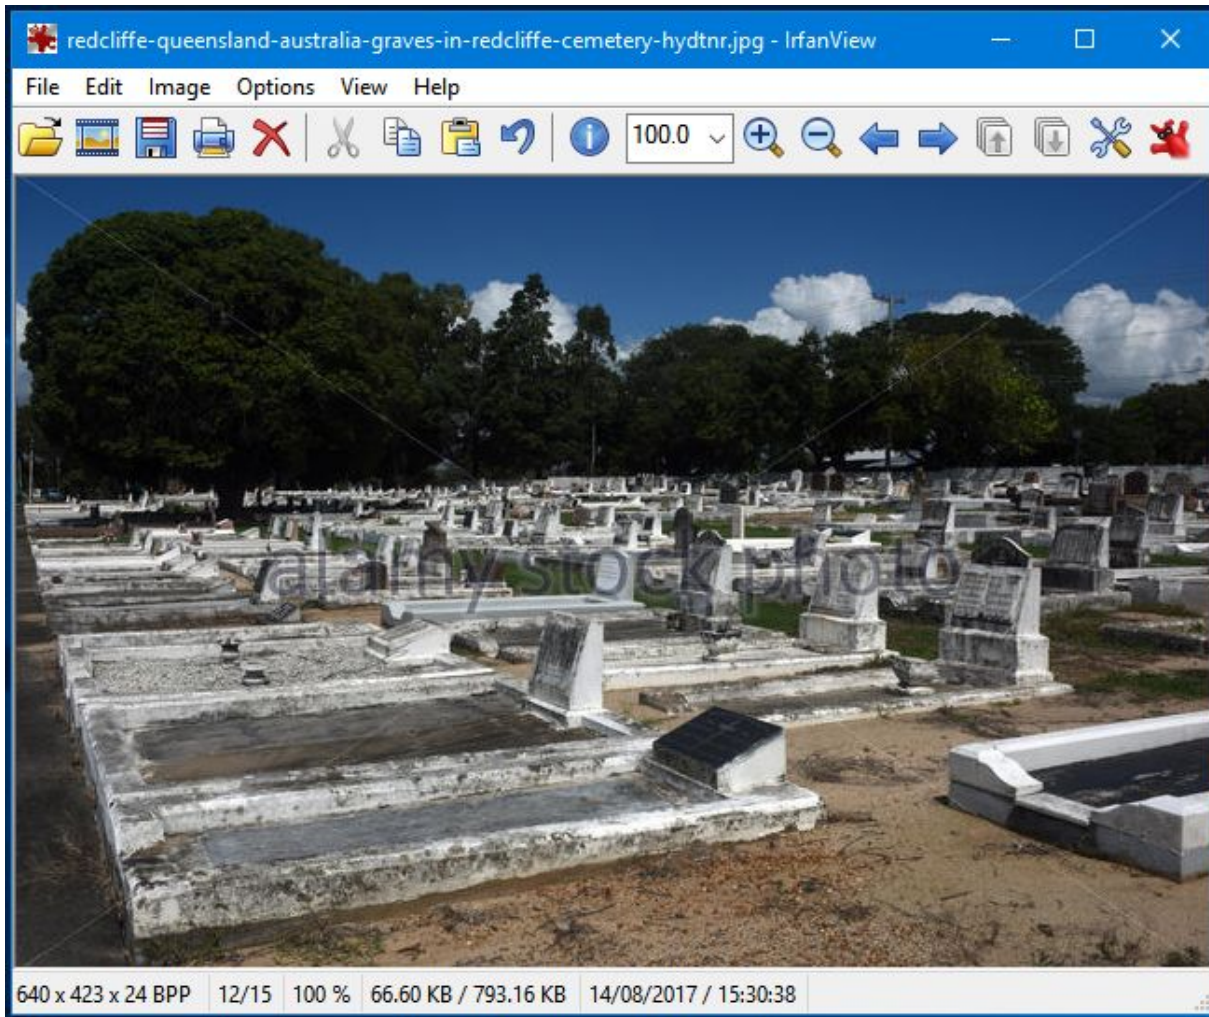 redcliffe-queensland-australia-graves-in-redcliffe-cemetery-hydtnr.jpg - IrfanView
File Edit Image Options View Help
100.0
alamy stock photo
640 x 423 x 24 BPP 12/15 100 % 66.60 KB / 793.16 KB 14/08/2017 / 15:30:38